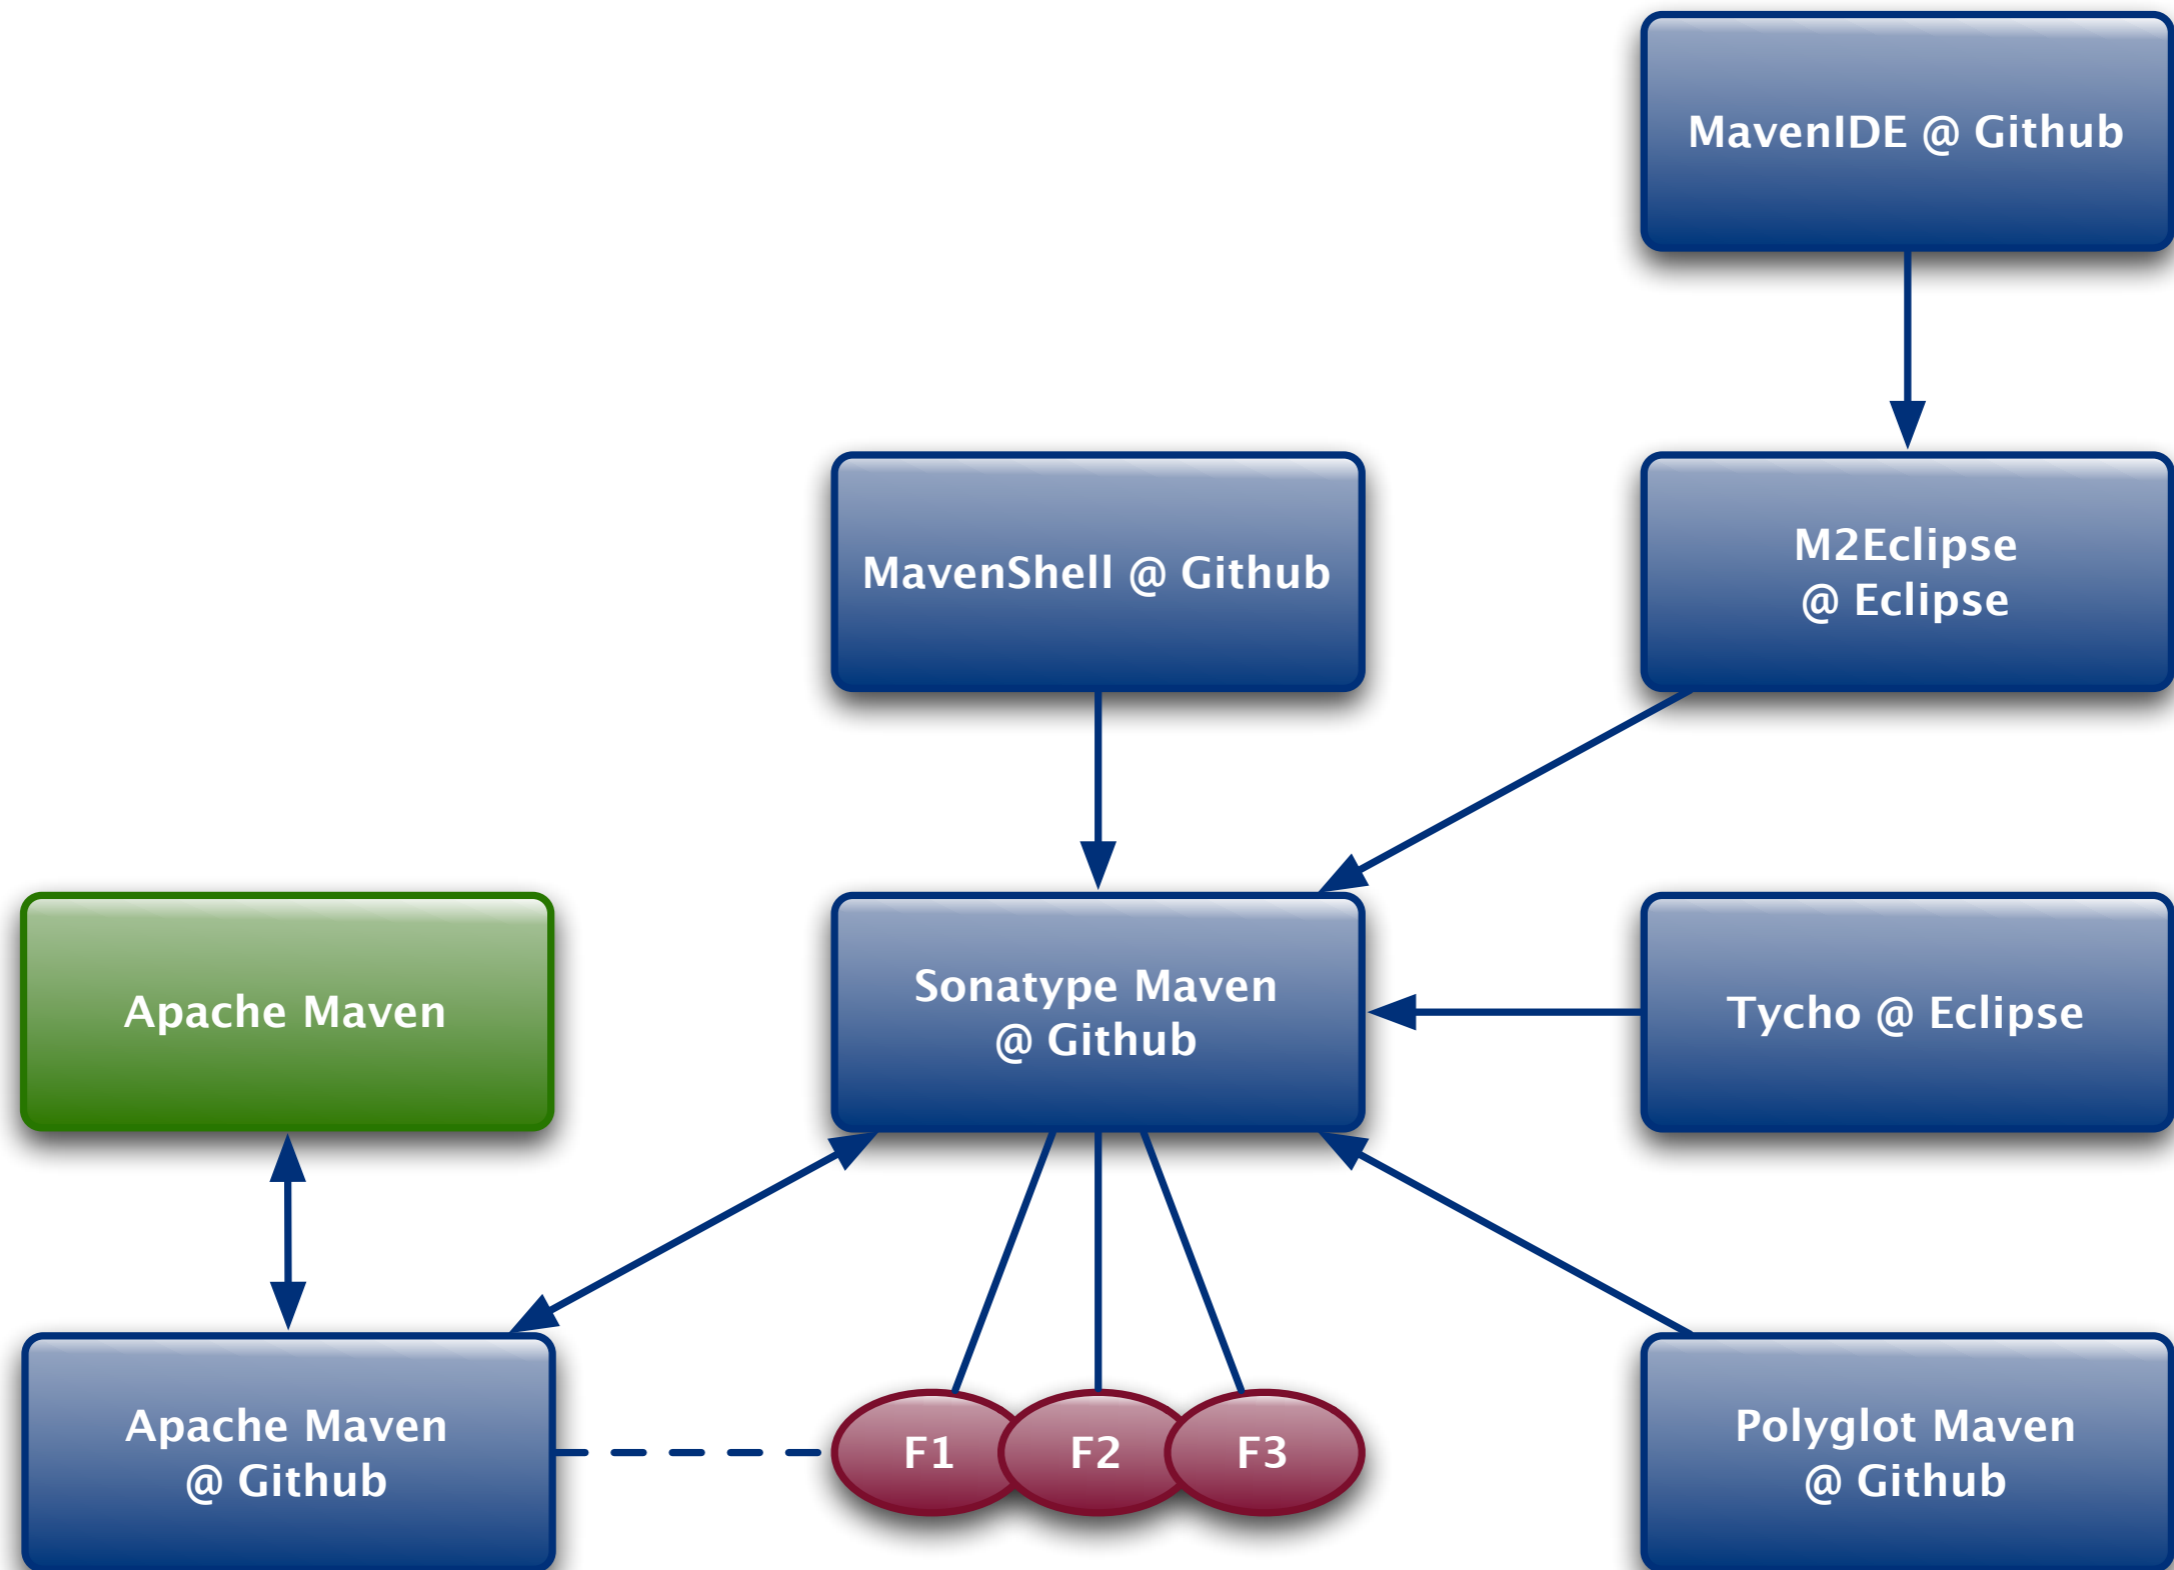 MavenIDE @ Github
MavenShell @ Github
M2Eclipse
@ Eclipse
Apache Maven
Sonatype Maven
@ Github
Tycho @ Eclipse
Apache Maven
@ Github
F1
F2
F3
Polyglot Maven
@ Github